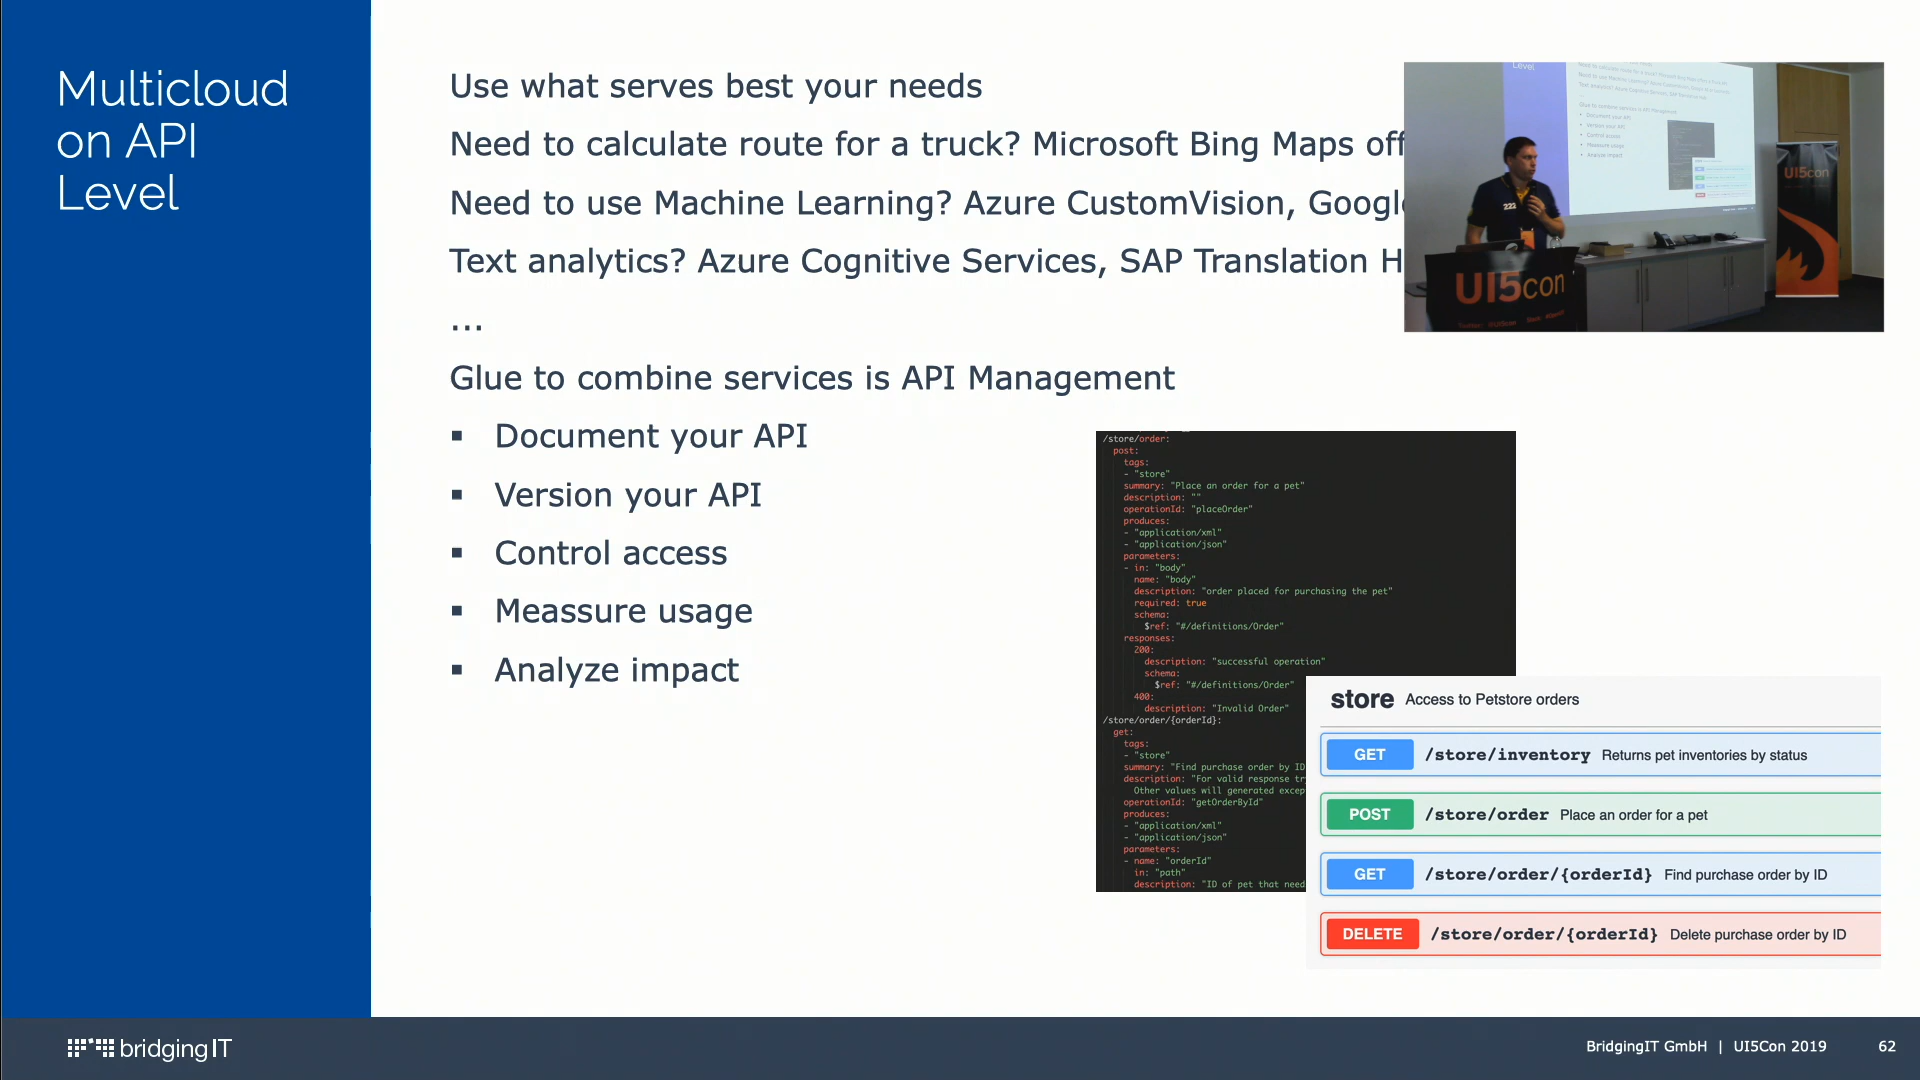 Multicloud
on API
Level
Use what serves best your needs
Need to calculate route for a truck? Microsoft Bing Maps off
Need to use Machine Learning? Azure CustomVision, Google
Text analytics? Azure Cognitive Services, SAP Translation H
...
Glue to combine services is API Management
▪ Document your API
▪ Version your API
▪ Control access
▪ Meassure usage
▪ Analyze impact
Level
UI5con
222
UI5con
/store/order:
post:
tags:
- "store"
summary: "Place an order for a pet"
description: ""
operationId: "placeOrder"
produces:
- "application/xml"
- "application/json"
parameters:
- in: "body"
name: "body"
description: "order placed for purchasing the pet"
required: true
schema:
$ref: "#/definitions/Order"
responses:
200:
description: "successful operation"
schema:
$ref: "#/definitions/Order"
400:
description: "Invalid Order"
/store/order/{orderId}:
get:
tags:
- "store"
summary: "Find purchase order by ID
description: "For valid response tr
Other values will generated excep
operationId: "getOrderById"
produces:
- "application/xml"
- "application/json"
parameters:
- name: "orderId"
in: "path"
description: "ID of pet that need
store Access to Petstore orders
GET /store/inventory Returns pet inventories by status
POST /store/order Place an order for a pet
GET /store/order/{orderId} Find purchase order by ID
DELETE /store/order/{orderId} Delete purchase order by ID
bridgingIT
BridgingIT GmbH | UI5Con 2019 62